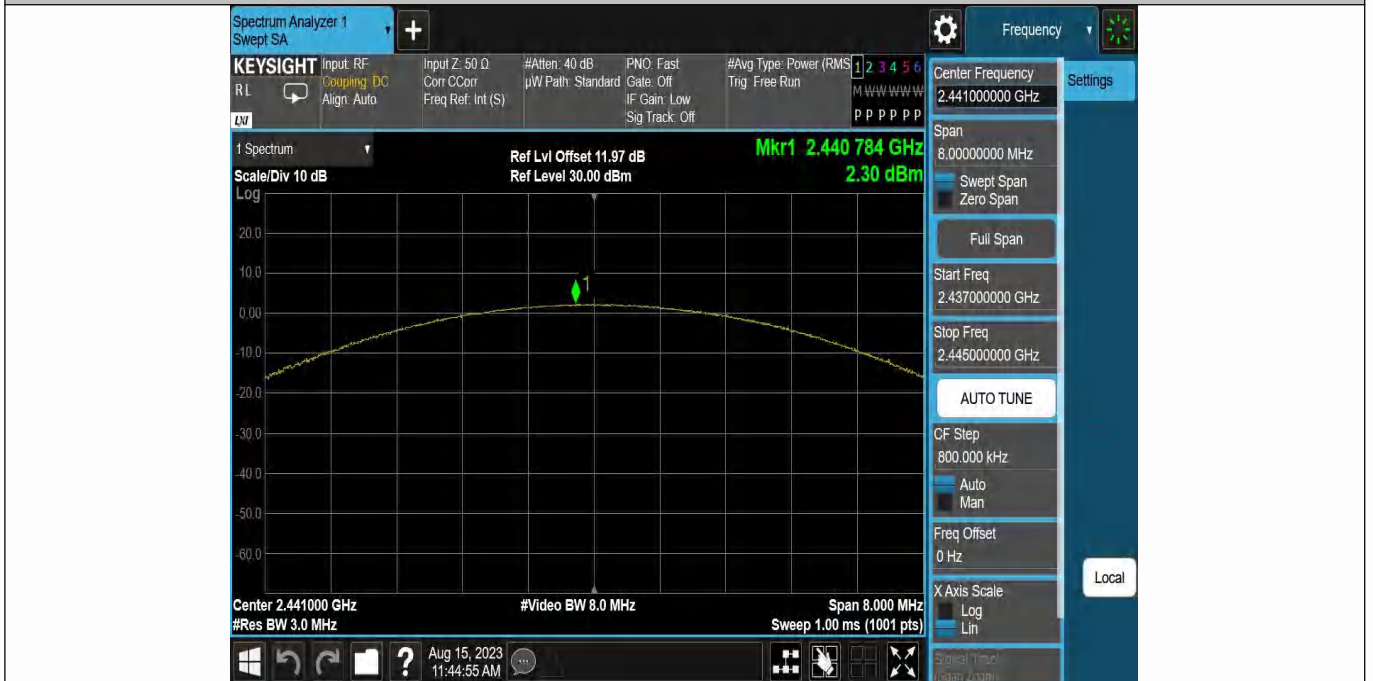 Spectrum Analyzer 1
Swept SA
Frequency
KEYSIGHT
RL
LXI
Input: RF
Coupling: DC
Align: Auto
Input Z: 50 Ω
Corr CCorr
Freq Ref: Int (S)
#Atten: 40 dB
µW Path: Standard
PNO: Fast
Gate: Off
IF Gain: Low
Sig Track: Off
#Avg Type: Power (RMS
Trig: Free Run
1 2 3 4 5 6
M W W W W W
P P P P P P
1 Spectrum
Scale/Div 10 dB
Log
Ref Lvl Offset 11.97 dB
Ref Level 30.00 dBm
Mkr1 2.440 784 GHz
2.30 dBm
20.0
10.0
0.00
-10.0
-20.0
-30.0
-40.0
-50.0
-60.0
1
Center 2.441000 GHz
#Res BW 3.0 MHz
#Video BW 8.0 MHz
Span 8.000 MHz
Sweep 1.00 ms (1001 pts)
Center Frequency
2.441000000 GHz
Settings
Span
8.00000000 MHz
Swept Span
Zero Span
Full Span
Start Freq
2.437000000 GHz
Stop Freq
2.445000000 GHz
AUTO TUNE
CF Step
800.000 kHz
Auto
Man
Freq Offset
0 Hz
X Axis Scale
Log
Lin
Signal Track
(Span Zoom)
Local
?
Aug 15, 2023
11:44:55 AM